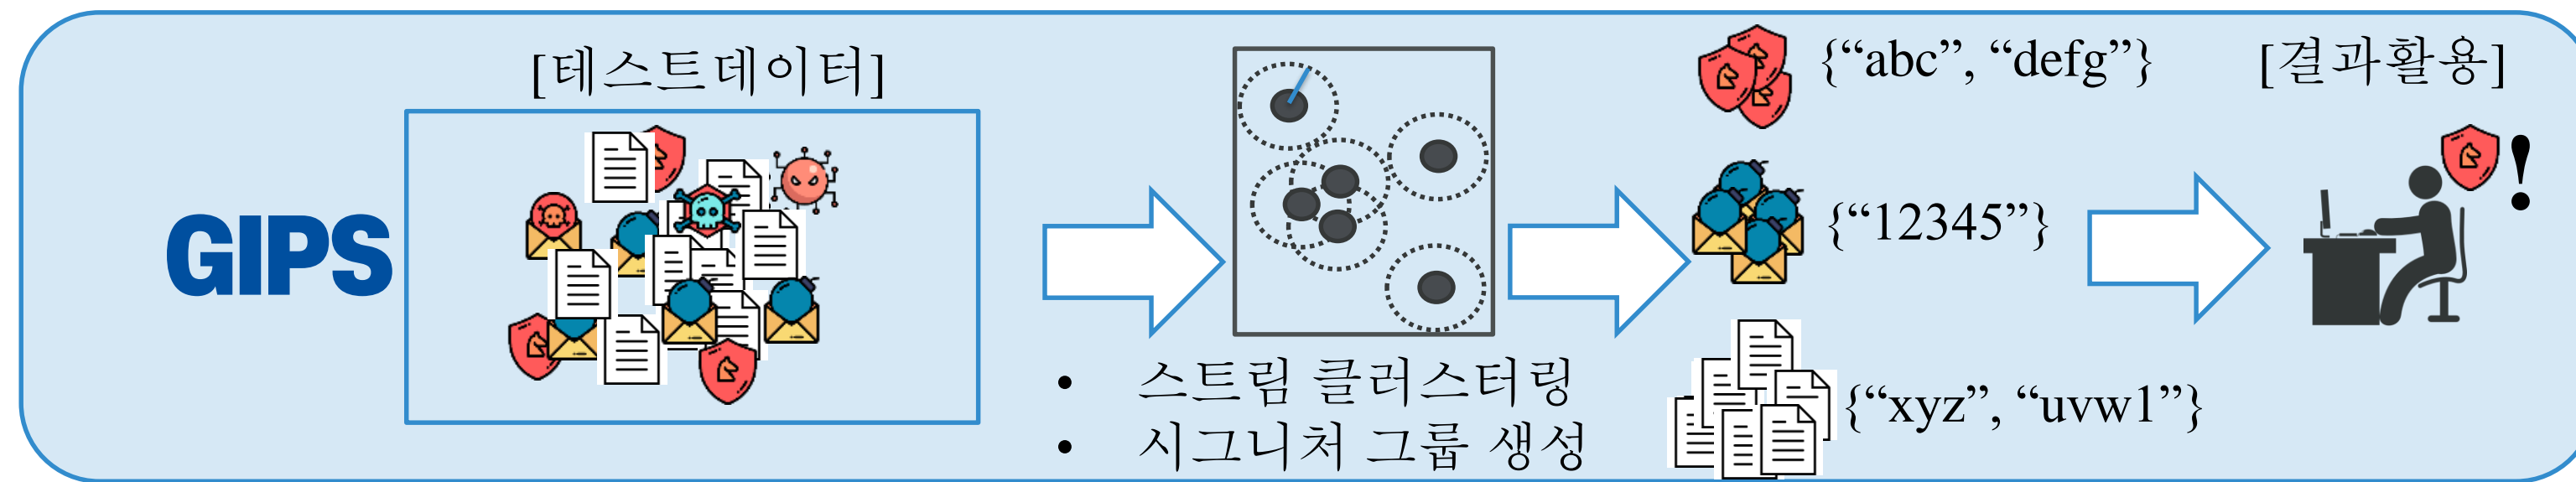 [테스트데이터]
GIPS
• 스트림 클러스터링
• 시그니처 그룹 생성
{“abc”, “defg”}
{“12345”}
{“xyz”, “uvw1”}
[결과활용]
!